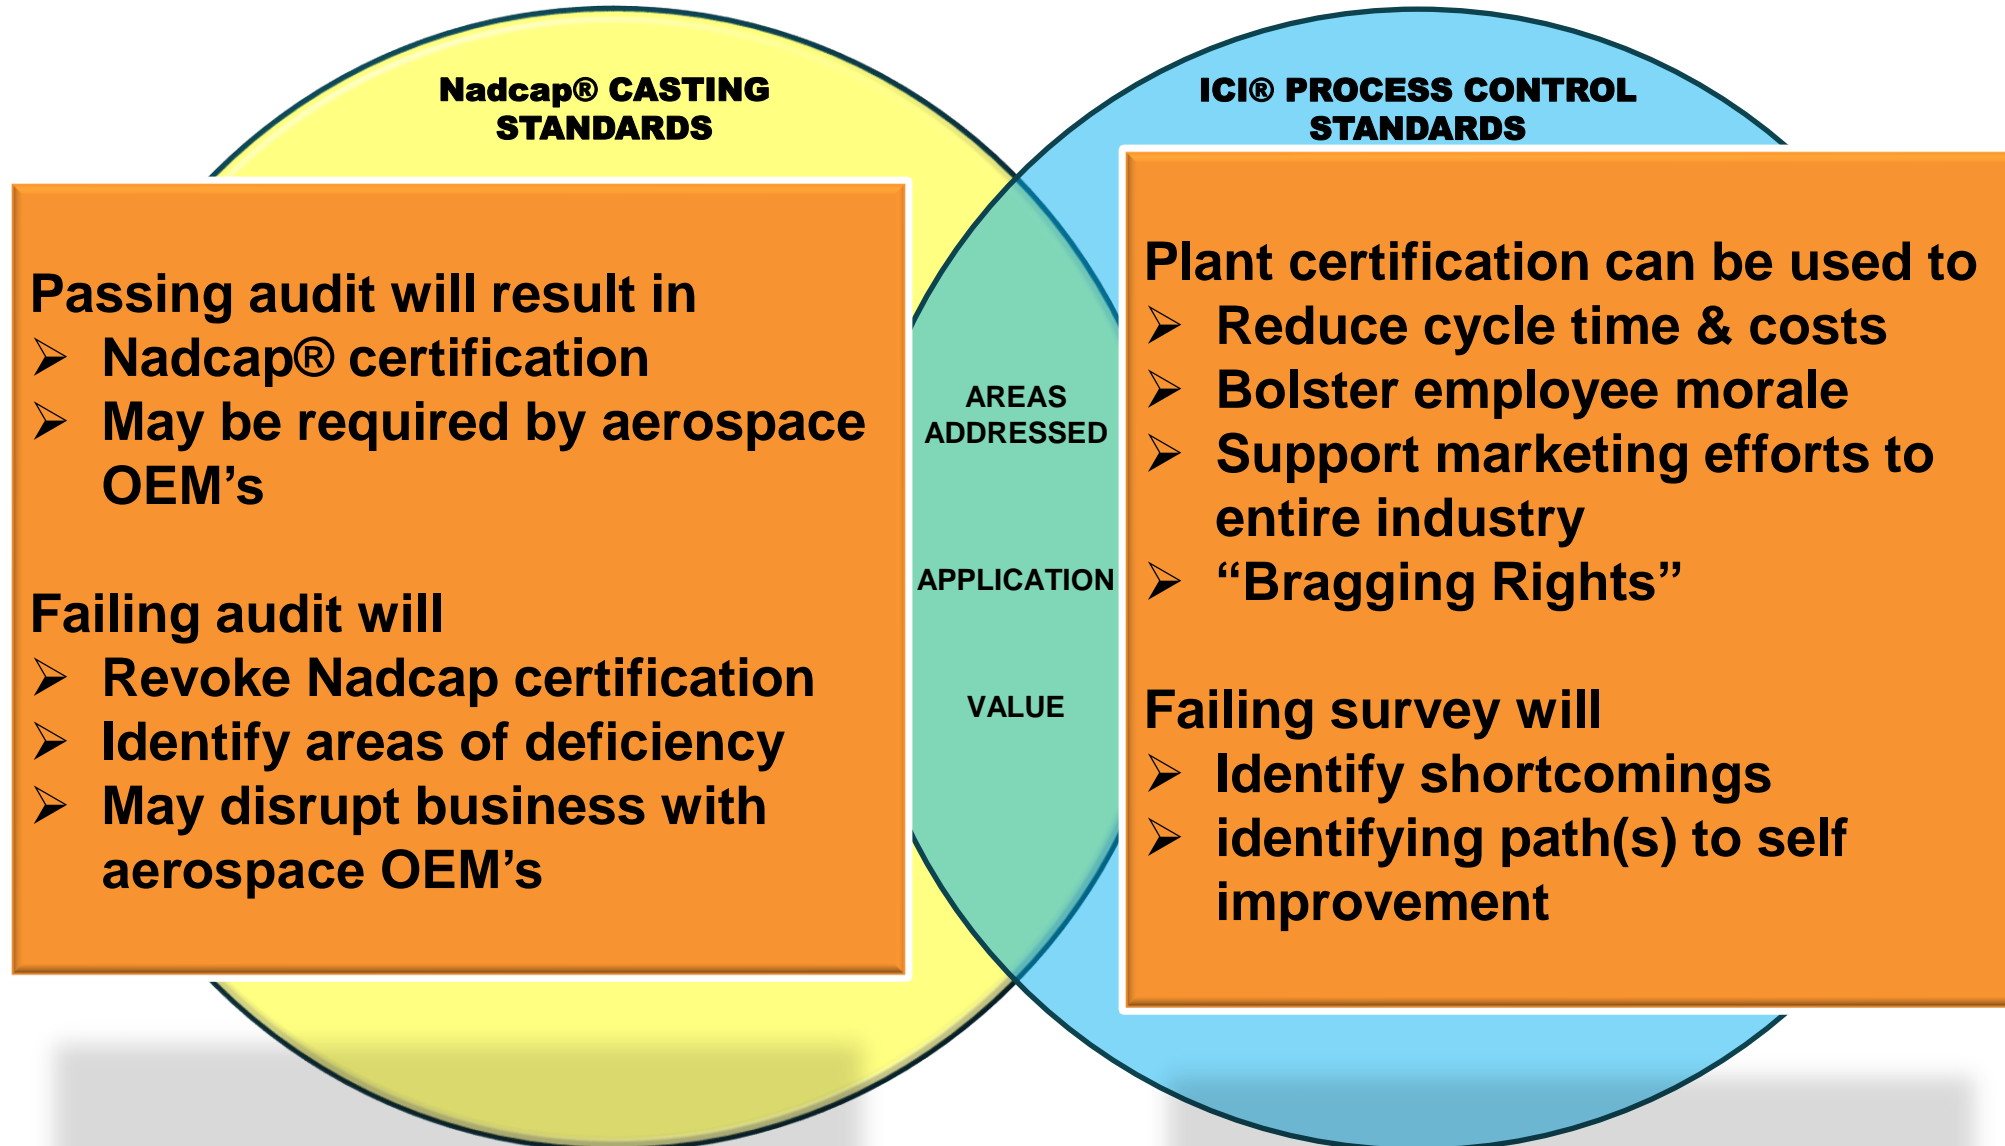 Nadcap® CASTING
STANDARDS
Passing audit will result in
➢ Nadcap® certification
➢ May be required by aerospace
OEM’s
Failing audit will
➢ Revoke Nadcap certification
➢ Identify areas of deficiency
➢ May disrupt business with
aerospace OEM’s
AREAS
ADDRESSED
APPLICATION
VALUE
ICI® PROCESS CONTROL
STANDARDS
Plant certification can be used to
➢ Reduce cycle time & costs
➢ Bolster employee morale
➢ Support marketing efforts to
entire industry
➢ “Bragging Rights”
Failing survey will
➢ Identify shortcomings
➢ identifying path(s) to self
improvement